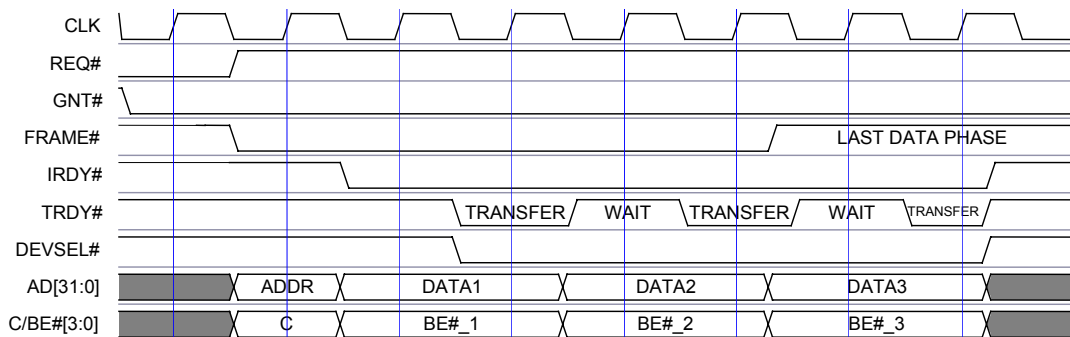 CLK
REQ#
GNT#
FRAME# LAST DATA PHASE
IRDY#
TRDY# TRANSFER WAIT TRANSFER WAIT TRANSFER
DEVSEL#
AD[31:0] ADDR DATA1 DATA2 DATA3
C/BE#[3:0] C BE#_1 BE#_2 BE#_3